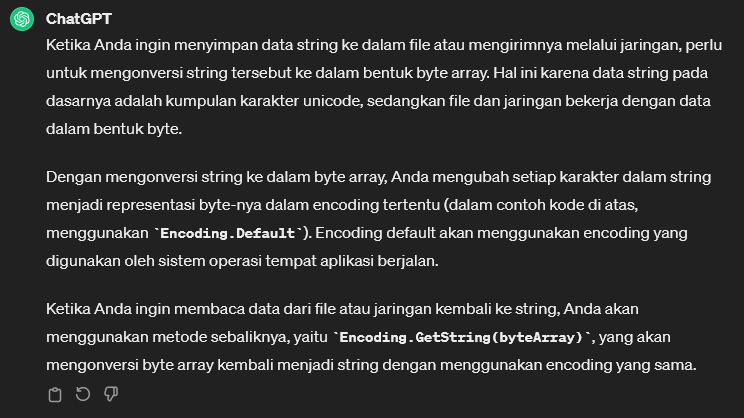 ChatGPT
Ketika Anda ingin menyimpan data string ke dalam file atau mengirimnya melalui jaringan, perlu
untuk mengonversi string tersebut ke dalam bentuk byte array. Hal ini karena data string pada
dasarnya adalah kumpulan karakter unicode, sedangkan file dan jaringan bekerja dengan data
dalam bentuk byte.
Dengan mengonversi string ke dalam byte array, Anda mengubah setiap karakter dalam string
menjadi representasi byte-nya dalam encoding tertentu (dalam contoh kode di atas,
menggunakan `Encoding.Default`). Encoding default akan menggunakan encoding yang
digunakan oleh sistem operasi tempat aplikasi berjalan.
Ketika Anda ingin membaca data dari file atau jaringan kembali ke string, Anda akan
menggunakan metode sebaliknya, yaitu `Encoding.GetString(byteArray)`, yang akan
mengonversi byte array kembali menjadi string dengan menggunakan encoding yang sama.